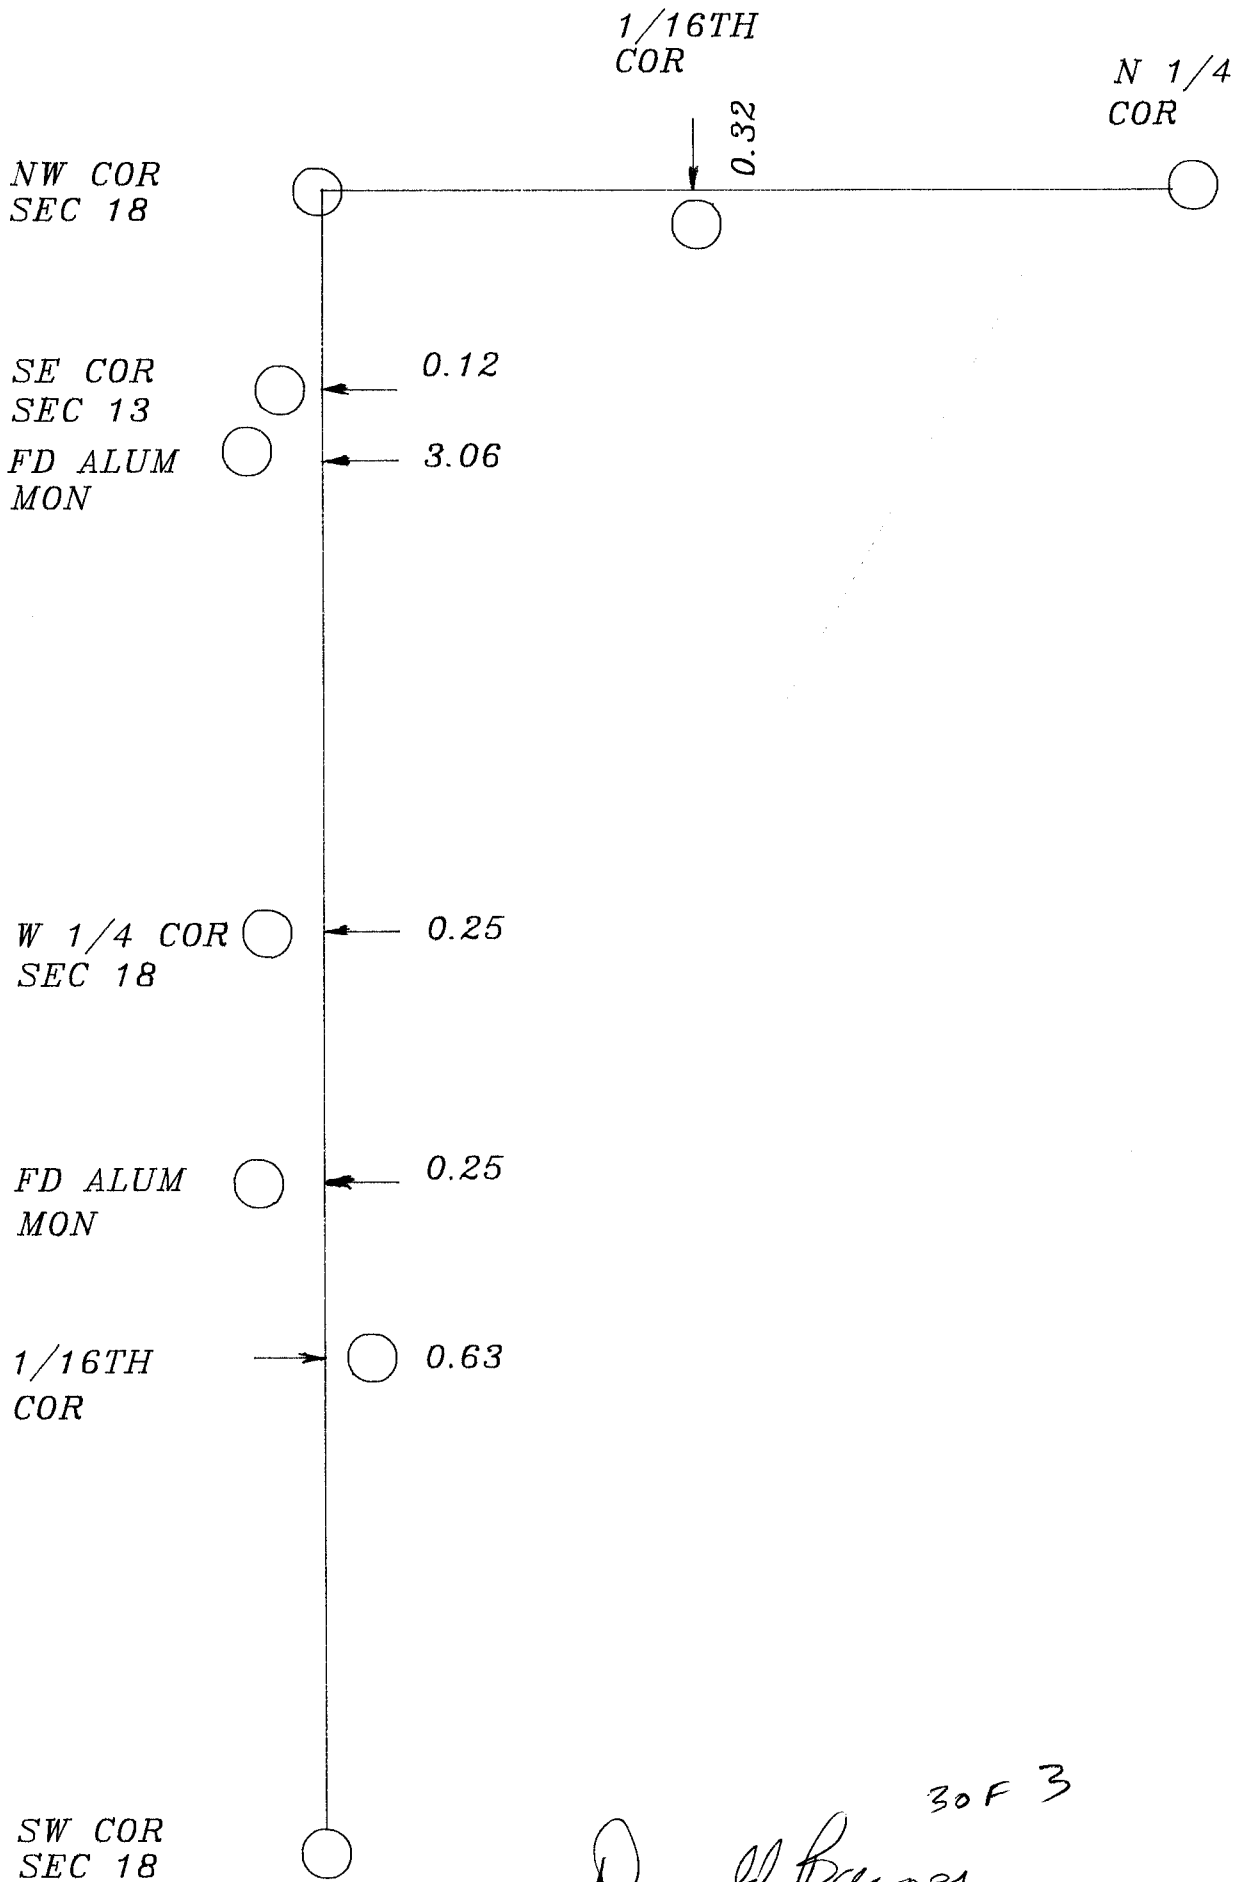 1/16TH
COR
N 1/4
COR
0.32
NW COR
SEC 18
SE COR
SEC 13
0.12
FD ALUM
MON
3.06
W 1/4 COR
SEC 18
0.25
FD ALUM
MON
0.25
1/16TH
COR
0.63
3 OF 3
SW COR
SEC 18